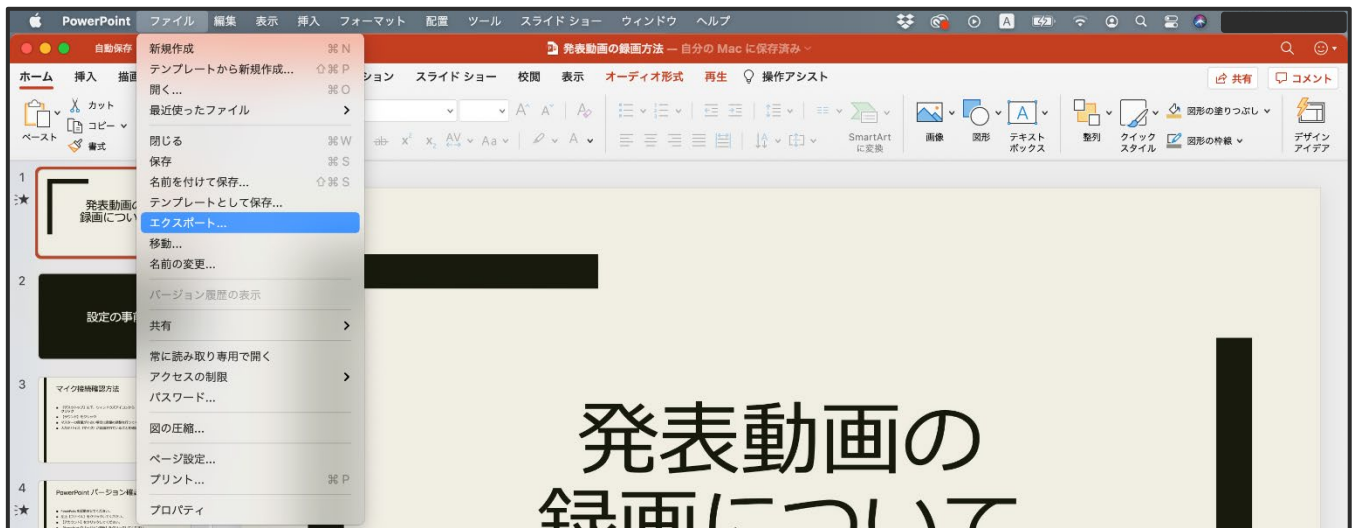 PowerPoint ファイル 編集 表示 挿入 フォーマット 配置 ツール スライド ショー ウィンドウ ヘルプ
自動保存
発表動画の録画方法 — 自分の Mac に保存済み
ホーム 挿入 描画
ション スライド ショー 校閲 表示 オーディオ形式 再生 操作アシスト
共有 コメント
ペースト
カット
コピー
書式
新規作成 ⌘ N
テンプレートから新規作成... ⇧⌘ P
開く... ⌘ O
最近使ったファイル
閉じる ⌘ W
保存 ⌘ S
名前を付けて保存... ⇧⌘ S
テンプレートとして保存...
エクスポート...
移動...
名前の変更...
バージョン履歴の表示
共有
常に読み取り専用で開く
アクセスの制限
パスワード...
図の圧縮...
ページ設定...
プリント... ⌘ P
プロパティ
SmartArt
に変換
画像
図形
テキスト
ボックス
整列
クイック
スタイル
図形の塗りつぶし
図形の枠線
デザイン
アイデア
1
発表動画の
録画につい
2
設定の事前
3
マイク接続確認方法
4
PowerPoint バージョン確認
発表動画の
録画について